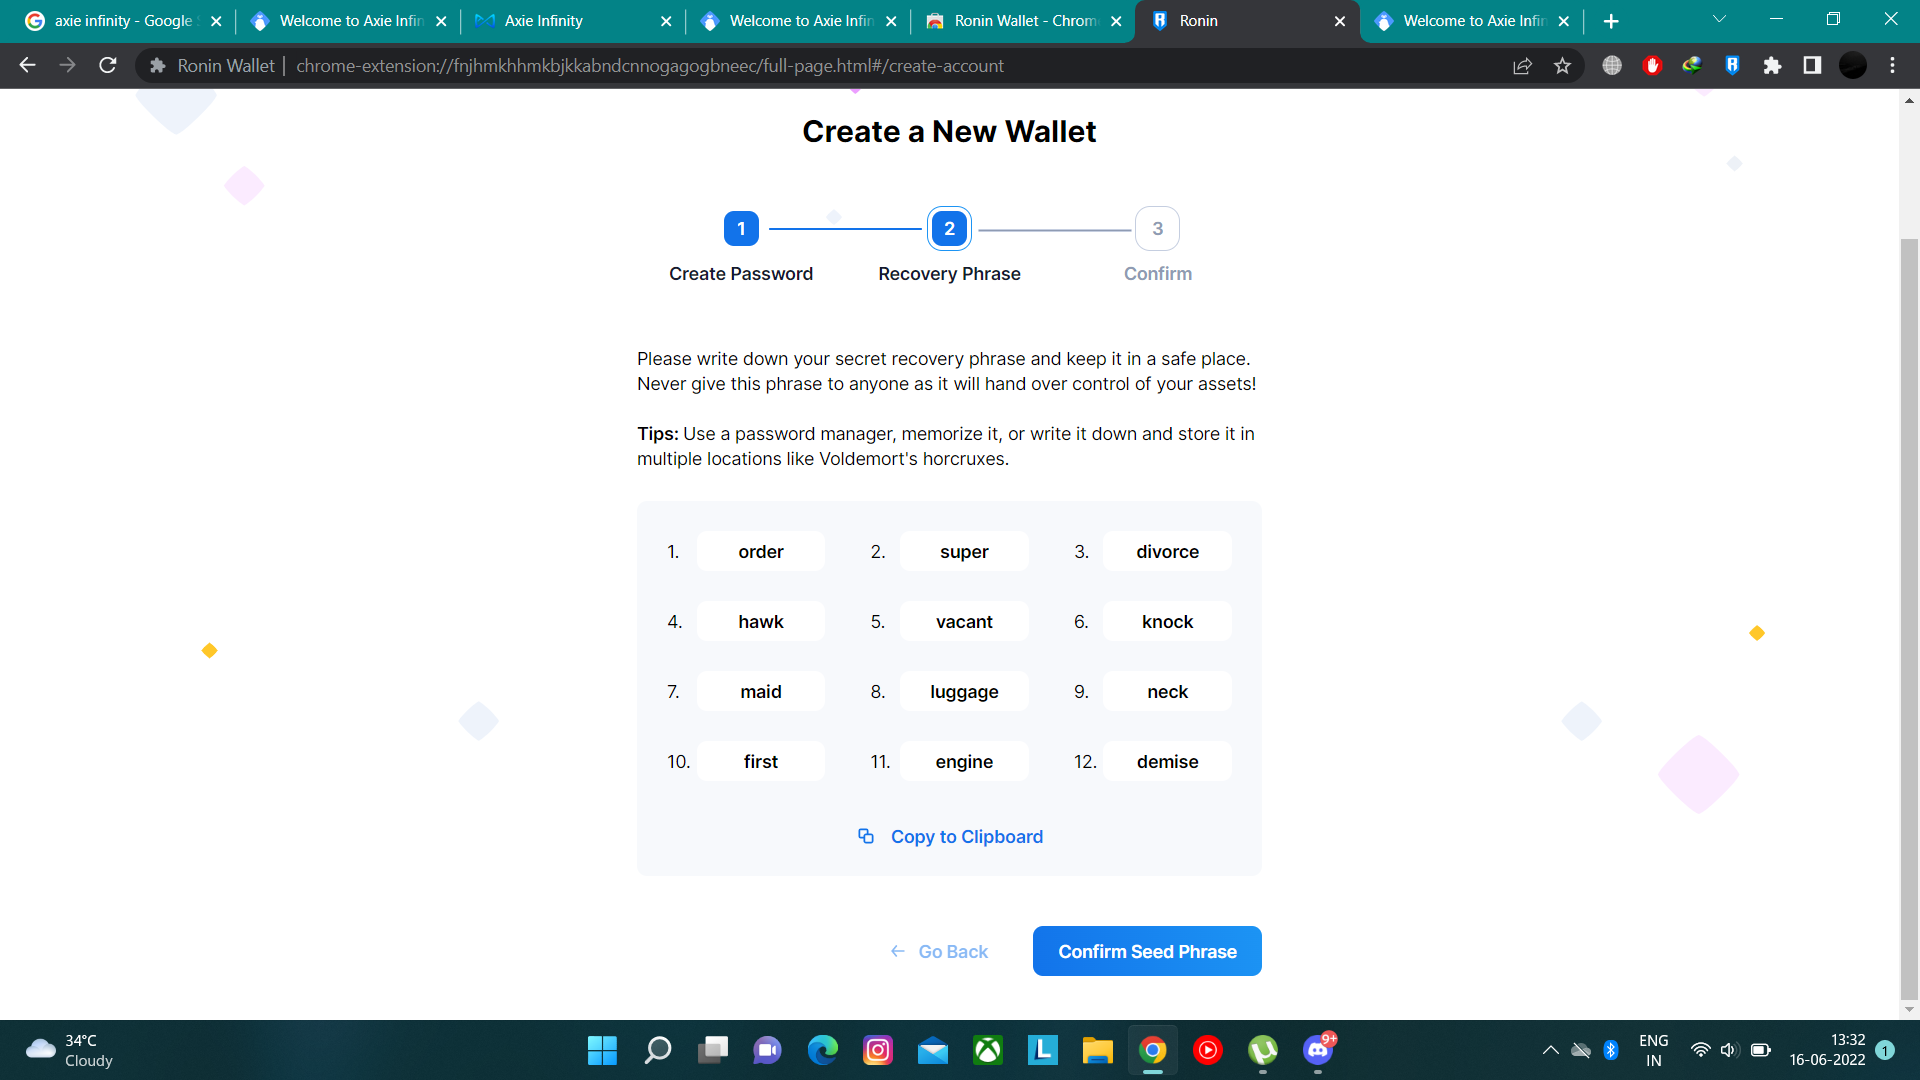 axie infinity - Google
Welcome to Axie Infin
Axie Infinity
Welcome to Axie Infin
Ronin Wallet - Chrom
Ronin
Welcome to Axie Infin
Ronin Wallet | chrome-extension://fnjhmkhhmkbjkkabndcnnogagogbneec/full-page.html#/create-account
Create a New Wallet
1 2 3
Create Password Recovery Phrase Confirm
Please write down your secret recovery phrase and keep it in a safe place.
Never give this phrase to anyone as it will hand over control of your assets!
Tips: Use a password manager, memorize it, or write it down and store it in
multiple locations like Voldemort's horcruxes.
1. order 2. super 3. divorce
4. hawk 5. vacant 6. knock
7. maid 8. luggage 9. neck
10. first 11. engine 12. demise
Copy to Clipboard
Go Back Confirm Seed Phrase
34°C
Cloudy
L
9+
ENG
IN
13:32
16-06-2022
1